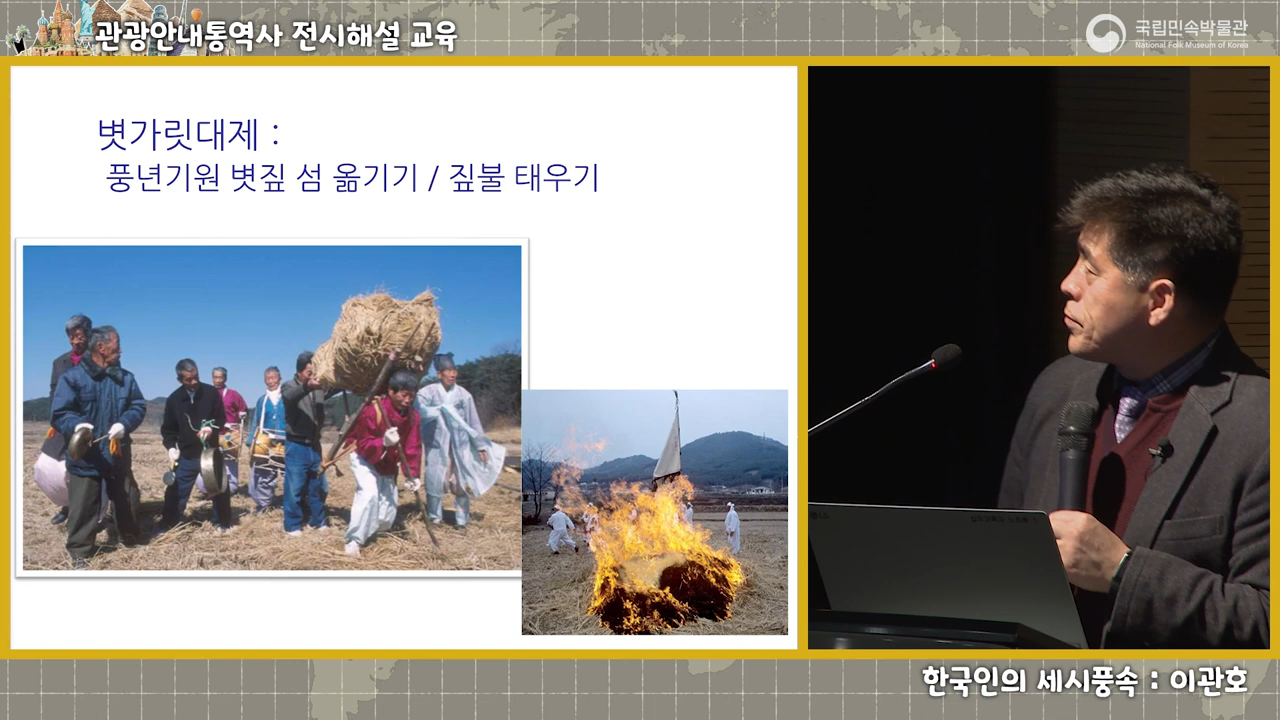 관광안내통역사 전시해설 교육
국립민속박물관
National Folk Museum of Korea
볏가릿대제 :
풍년기원 볏짚 섬 옮기기 / 짚불 태우기
한국인의 세시풍속 : 이관호